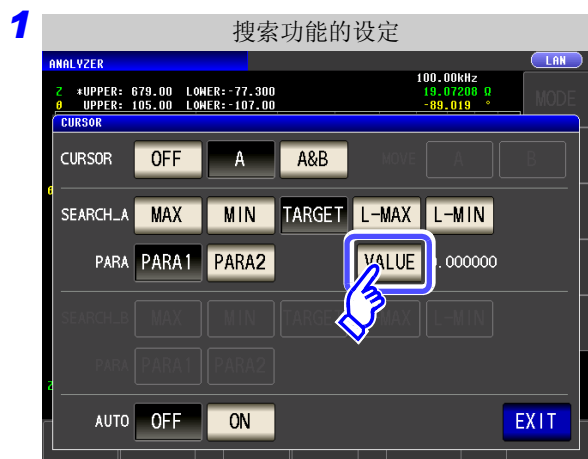 1
搜索功能的设定
ANALYZER LAN
100.00kHz
Z *UPPER: 679.00 LOWER:-77.300 19.07208 Ω
θ UPPER: 105.00 LOWER:-107.00 -89.019 °
MODE
CURSOR
CURSOR OFF A A&B MOVE A B
θ
SEARCH_A MAX MIN TARGET L-MAX L-MIN
PARA PARA1 PARA2 VALUE .000000
SEARCH_B MAX MIN TARGET MAX L-MIN
PARA PARA1 PARA2
Z
AUTO OFF ON EXIT